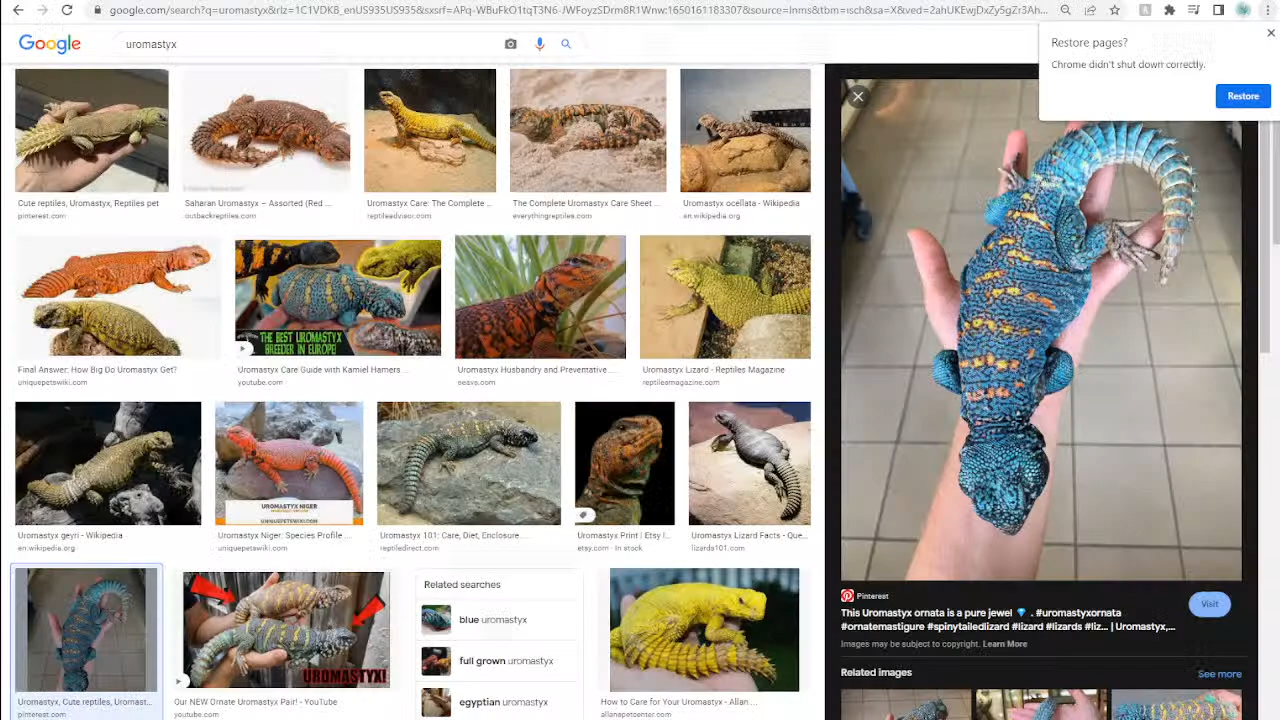 google.com/search?q=uromastyx&rlz=1C1VDKB_enUS935US935&sxsrf=APq-WBufkO1tqT3N6-JWFoyzSDrm8R1Wnw:1650161183307&source=lnms&tbm=isch&sa=X&ved=2ahUKEwjDxZy5gZr3Ah...
Restore pages?
Chrome didn't shut down correctly.
Restore
Google
uromastyx
Cute reptiles, Uromastyx, Reptiles pet
pinterest.com
Saharan Uromastyx – Assorted (Red ...
outbackreptiles.com
Uromastyx Care: The Complete ...
reptileadvisor.com
The Complete Uromastyx Care Sheet ...
everythingreptiles.com
Uromastyx ocellata - Wikipedia
en.wikipedia.org
THE BEST UROMASTYX
BREEDER IN EUROPE!
Final Answer: How Big Do Uromastyx Get?
uniquepetswiki.com
Uromastyx Care Guide with Kamiel Hamers ...
youtube.com
Uromastyx Husbandry and Preventative ...
Uromastyx Lizard - Reptiles Magazine
reptilesmagazine.com
UROMASTYX NIGER
UNIQUEPETSWIKI.COM
Uromastyx geyri - Wikipedia
en.wikipedia.org
Uromastyx Niger: Species Profile ...
uniquepetswiki.com
Uromastyx 101: Care, Diet, Enclosure...
reptiledirect.com
Uromastyx Print | Etsy I...
etsy.com · In stock
Uromastyx Lizard Facts - Que...
lizards101.com
UROMASTYX!
Uromastyx, Cute reptiles, Uromast...
pinterest.com
Our NEW Ornate Uromastyx Pair! - YouTube
youtube.com
Related searches
blue uromastyx
full grown uromastyx
egyptian uromastyx
How to Care for Your Uromastyx - Allan ...
allanspetcenter.com
Pinterest
Visit
This Uromastyx ornata is a pure jewel 💎 . #uromastyxornata
#ornatemastigure #spinytailedlizard #lizard #lizards #liz... | Uromastyx,...
Images may be subject to copyright. Learn More
Related images
See more